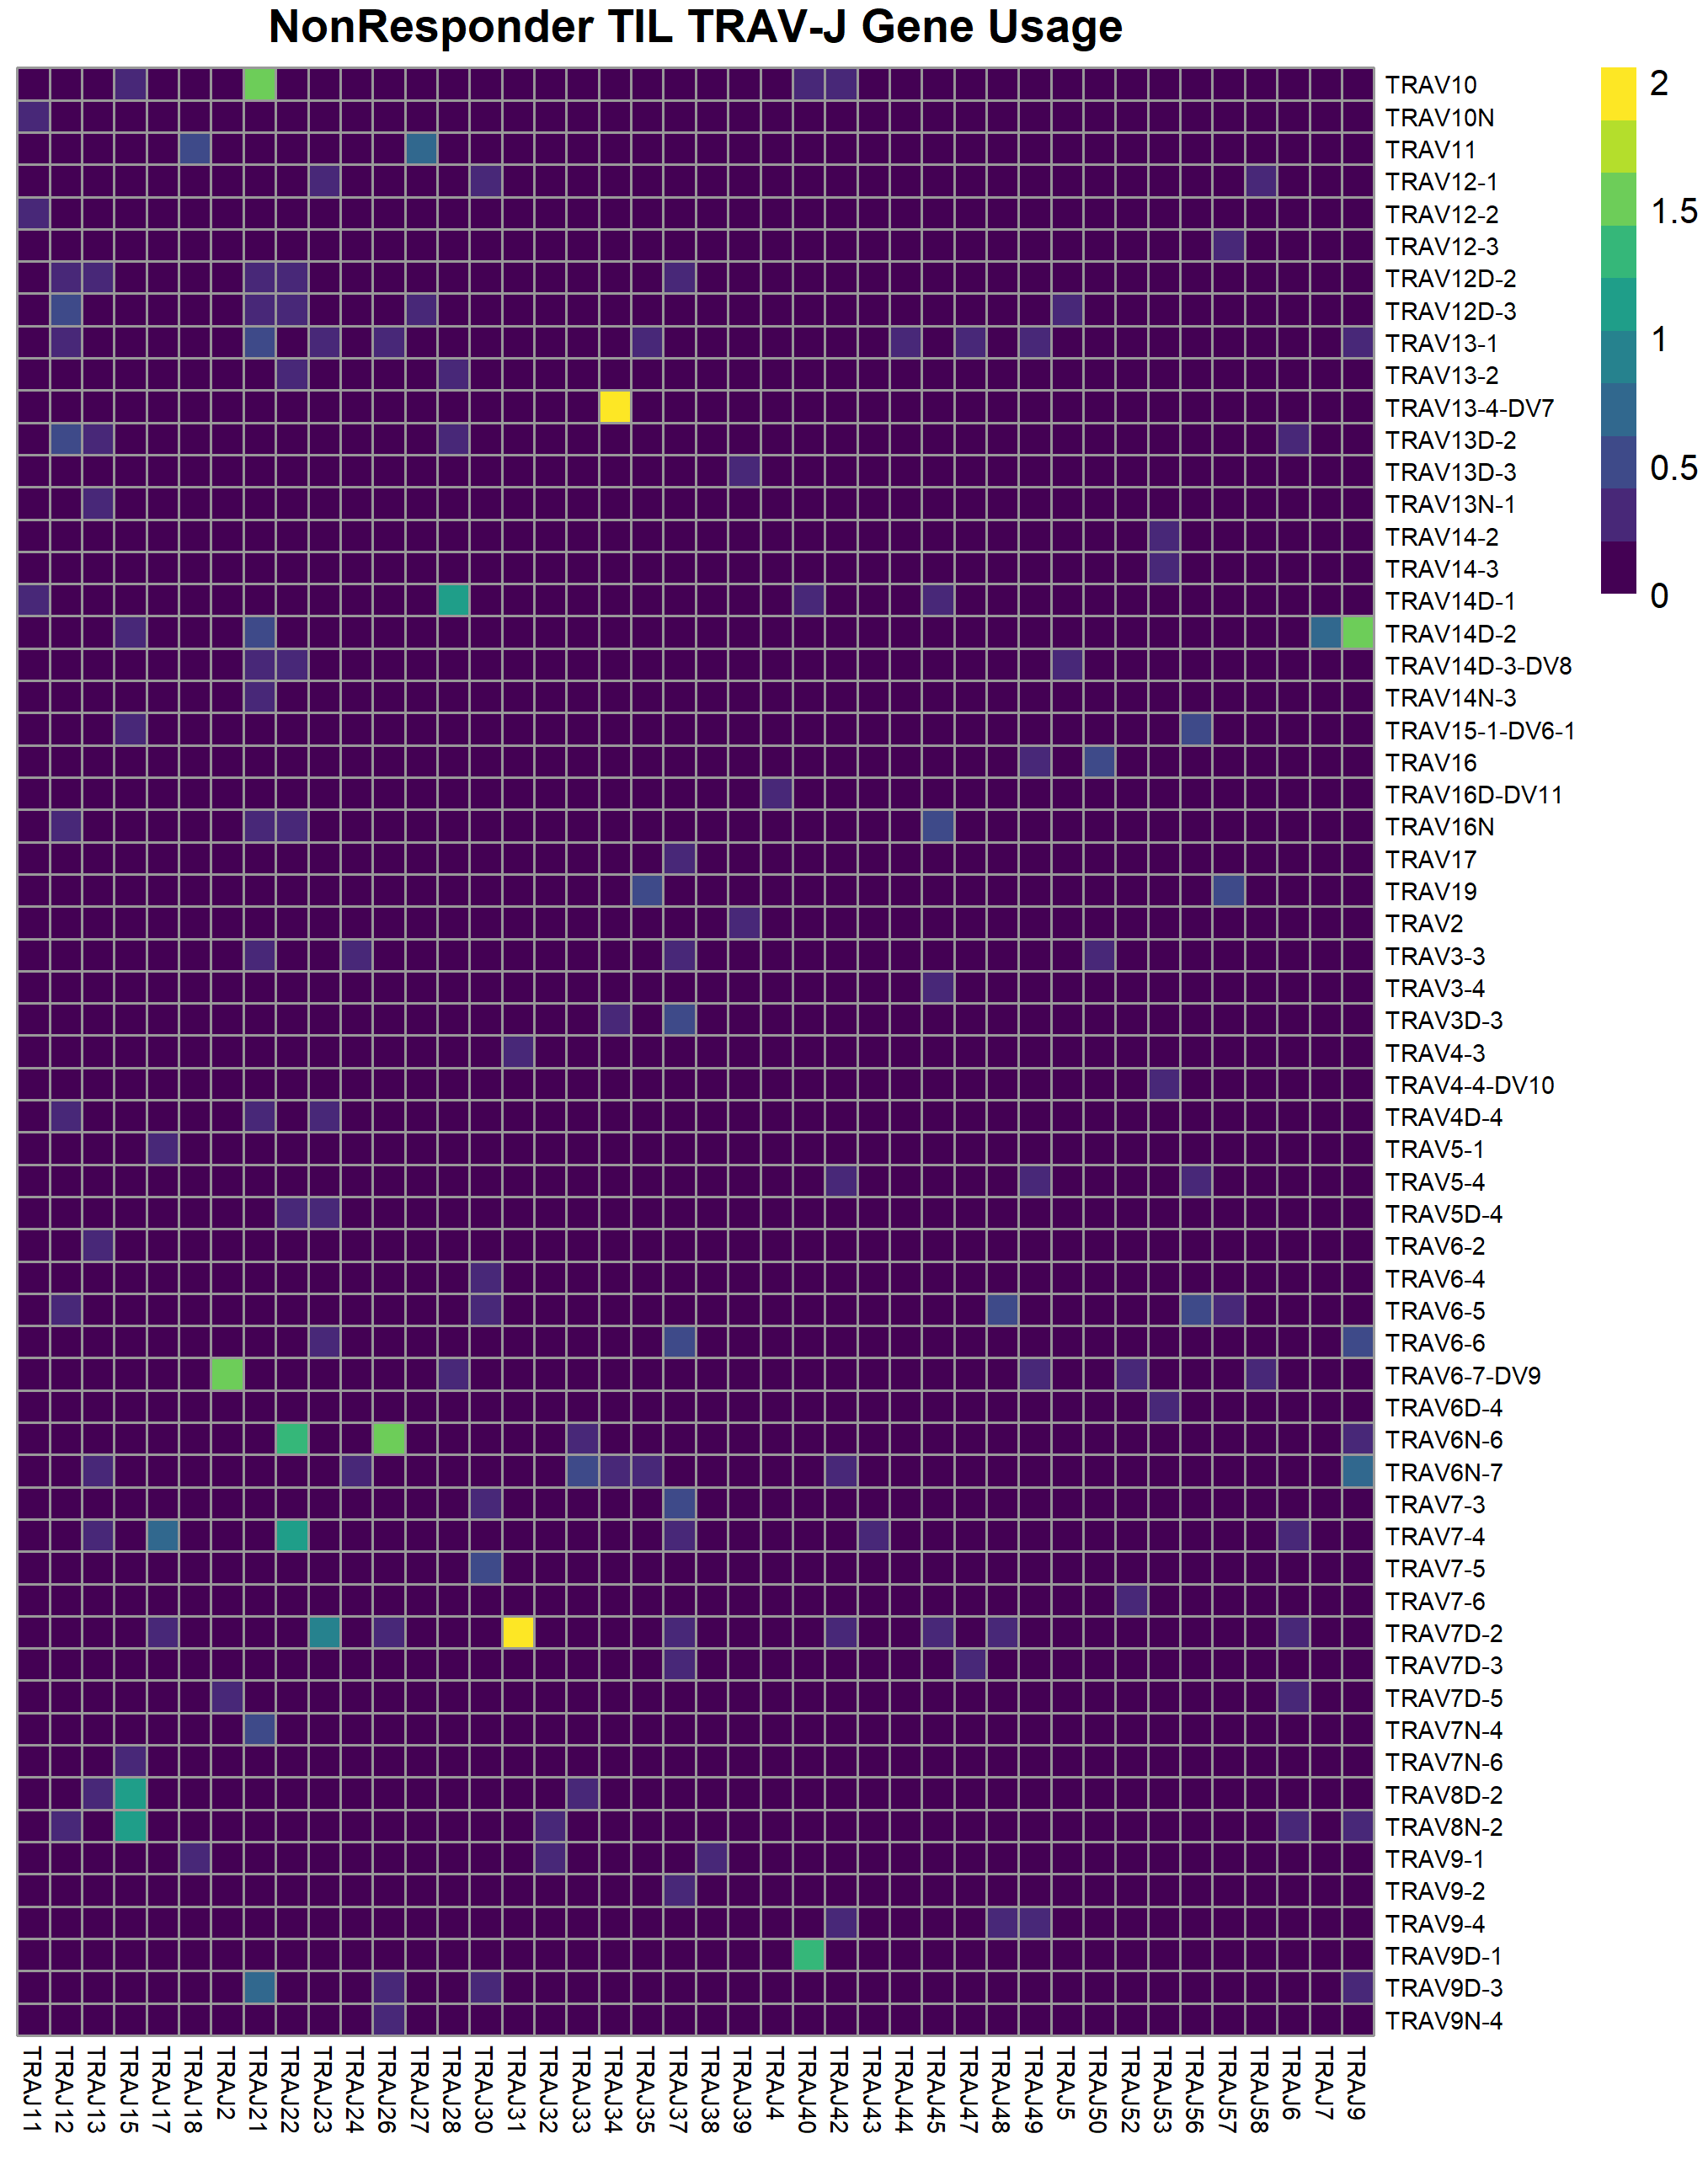 NonResponder TIL TRAV-J Gene Usage
TRAV10
TRAV10N
TRAV11
TRAV12-1
TRAV12-2
TRAV12-3
TRAV12D-2
TRAV12D-3
TRAV13-1
TRAV13-2
TRAV13-4-DV7
TRAV13D-2
TRAV13D-3
TRAV13N-1
TRAV14-2
TRAV14-3
TRAV14D-1
TRAV14D-2
TRAV14D-3-DV8
TRAV14N-3
TRAV15-1-DV6-1
TRAV16
TRAV16D-DV11
TRAV16N
TRAV17
TRAV19
TRAV2
TRAV3-3
TRAV3-4
TRAV3D-3
TRAV4-3
TRAV4-4-DV10
TRAV4D-4
TRAV5-1
TRAV5-4
TRAV5D-4
TRAV6-2
TRAV6-4
TRAV6-5
TRAV6-6
TRAV6-7-DV9
TRAV6D-4
TRAV6N-6
TRAV6N-7
TRAV7-3
TRAV7-4
TRAV7-5
TRAV7-6
TRAV7D-2
TRAV7D-3
TRAV7D-5
TRAV7N-4
TRAV7N-6
TRAV8D-2
TRAV8N-2
TRAV9-1
TRAV9-2
TRAV9-4
TRAV9D-1
TRAV9D-3
TRAV9N-4
2
1.5
1
0.5
0
TRAJ11
TRAJ12
TRAJ13
TRAJ15
TRAJ17
TRAJ18
TRAJ2
TRAJ21
TRAJ22
TRAJ23
TRAJ24
TRAJ26
TRAJ27
TRAJ28
TRAJ30
TRAJ31
TRAJ32
TRAJ33
TRAJ34
TRAJ35
TRAJ37
TRAJ38
TRAJ39
TRAJ4
TRAJ40
TRAJ42
TRAJ43
TRAJ44
TRAJ45
TRAJ47
TRAJ48
TRAJ49
TRAJ5
TRAJ50
TRAJ52
TRAJ53
TRAJ56
TRAJ57
TRAJ58
TRAJ6
TRAJ7
TRAJ9